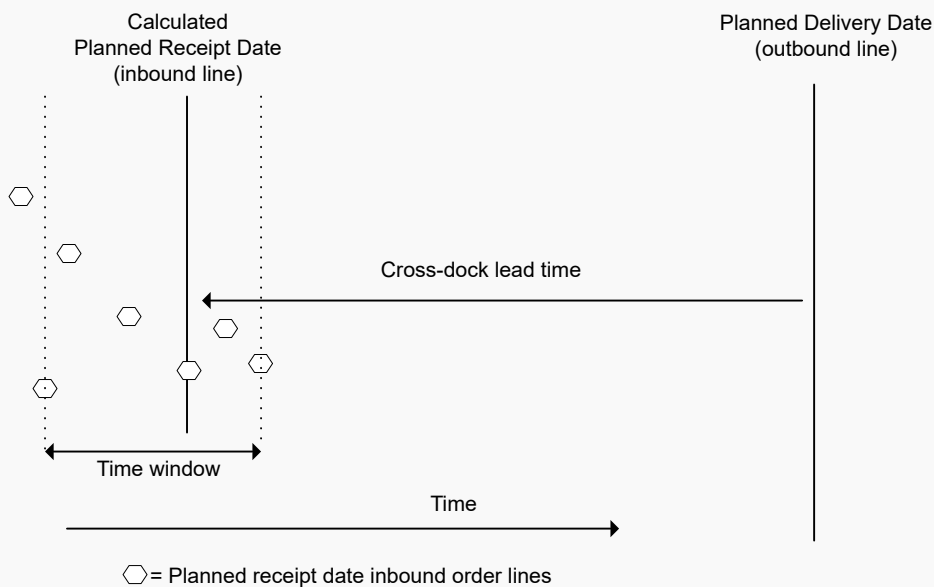 Calculated
Planned Receipt Date
(inbound line)
Planned Delivery Date
(outbound line)
Cross-dock lead time
Time window
Time
= Planned receipt date inbound order lines